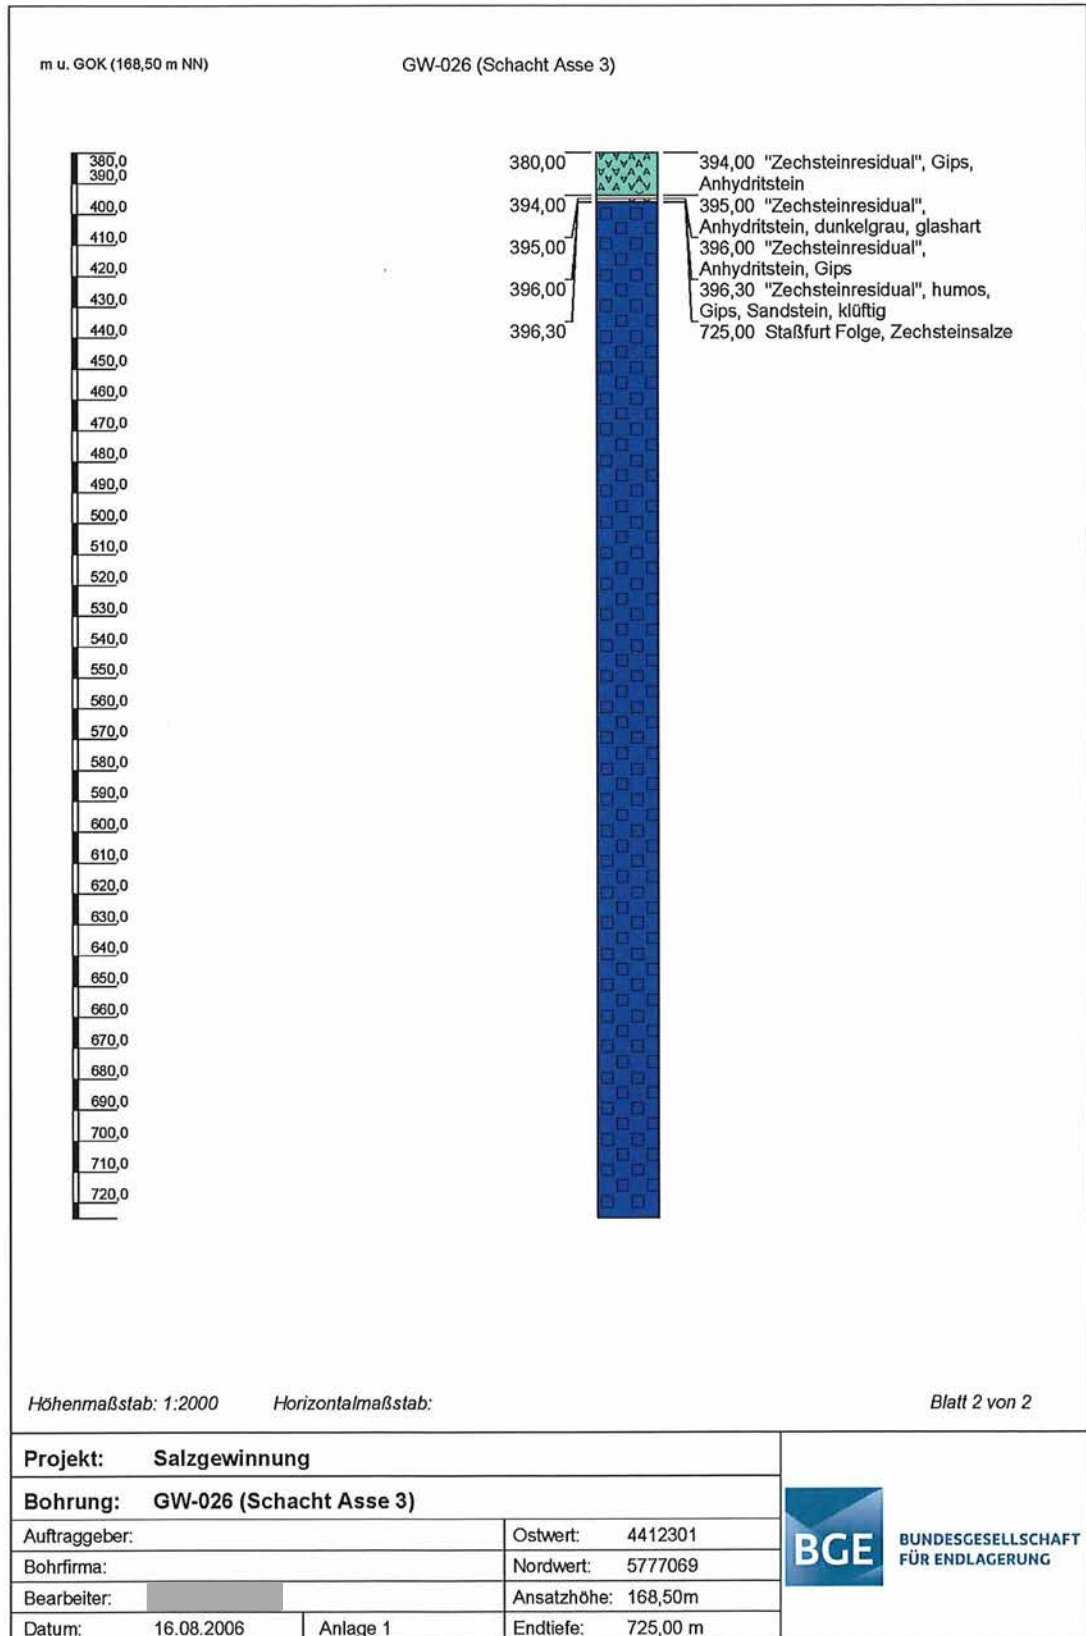 m u. GOK (168,50 m NN)
GW-026 (Schacht Asse 3)
380,0
390,0
400,0
410,0
420,0
430,0
440,0
450,0
460,0
470,0
480,0
490,0
500,0
510,0
520,0
530,0
540,0
550,0
560,0
570,0
580,0
590,0
600,0
610,0
620,0
630,0
640,0
650,0
660,0
670,0
680,0
690,0
700,0
710,0
720,0
380,00
394,00
395,00
396,00
396,30
394,00 "Zechsteinresidual", Gips,
Anhydritstein
395,00 "Zechsteinresidual",
Anhydritstein, dunkelgrau, glashart
396,00 "Zechsteinresidual",
Anhydritstein, Gips
396,30 "Zechsteinresidual", humos,
Gips, Sandstein, klüftig
725,00 Staßfurt Folge, Zechsteinsalze
Höhenmaßstab: 1:2000 Horizontalmaßstab: Blatt 2 von 2
Projekt: Salzgewinnung
Bohrung: GW-026 (Schacht Asse 3)
Auftraggeber: Ostwert: 4412301
Bohrfirma: Nordwert: 5777069
Bearbeiter: Ansatzhöhe: 168,50m
Datum: 16.08.2006 Anlage 1 Endtiefe: 725,00 m
BGE
BUNDESGESELLSCHAFT
FÜR ENDLAGERUNG